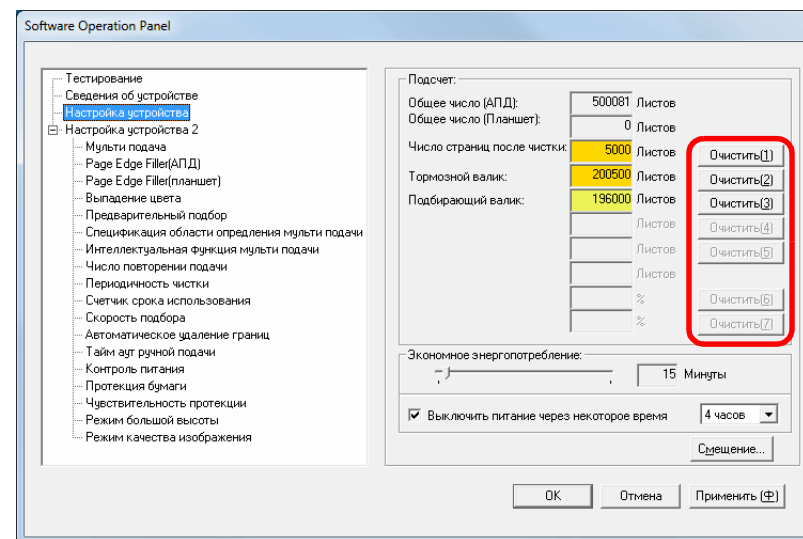 Software Operation Panel
Тестирование
Сведения об устройстве
Настройка устройства
Настройка устройства 2
Мульти подача
Page Edge Filler(АПД)
Page Edge Filler(планшет)
Выпадение цвета
Предварительный подбор
Спецификация области опредления мульти подачи
Интеллектуальная функция мульти подачи
Число повторении подачи
Периодичность чистки
Счетчик срока использования
Скорость подбора
Автоматическое удаление границ
Тайм аут ручной подачи
Контроль питания
Протекция бумаги
Чувствительность протекции
Режим большой высоты
Режим качества изображения
Подсчет:
Общее число (АПД): 500081 Листов
Общее число (Планшет): 0 Листов
Число страниц после чистки: 5000 Листов Очистить(1)
Тормозной валик: 200500 Листов Очистить(2)
Подбирающий валик: 196000 Листов Очистить(3)
Листов Очистить(4)
Листов Очистить(5)
Листов
% Очистить(6)
% Очистить(7)
Экономное энергопотребление:
15 Минуты
Выключить питание через некоторое время 4 часов
Смещение...
OK Отмена Применить (Ф)